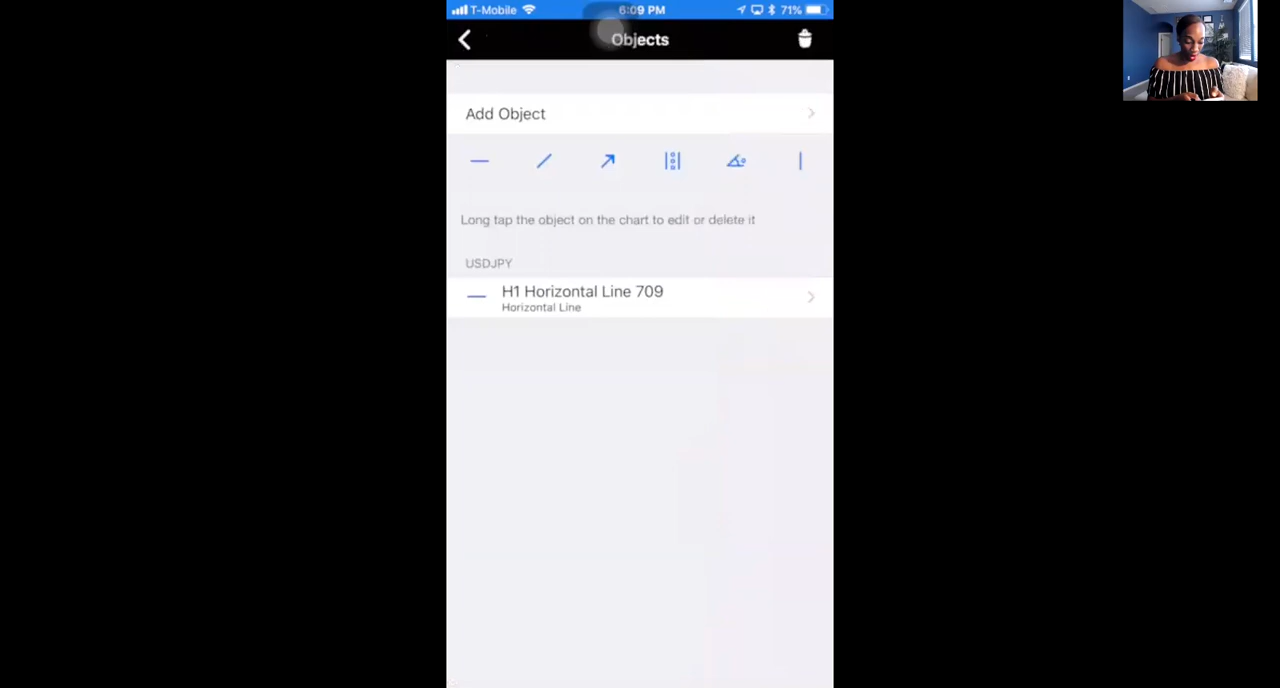 T-Mobile 6:09 PM 71%
Objects
Add Object
Long tap the object on the chart to edit or delete it
USDJPY
H1 Horizontal Line 709
Horizontal Line